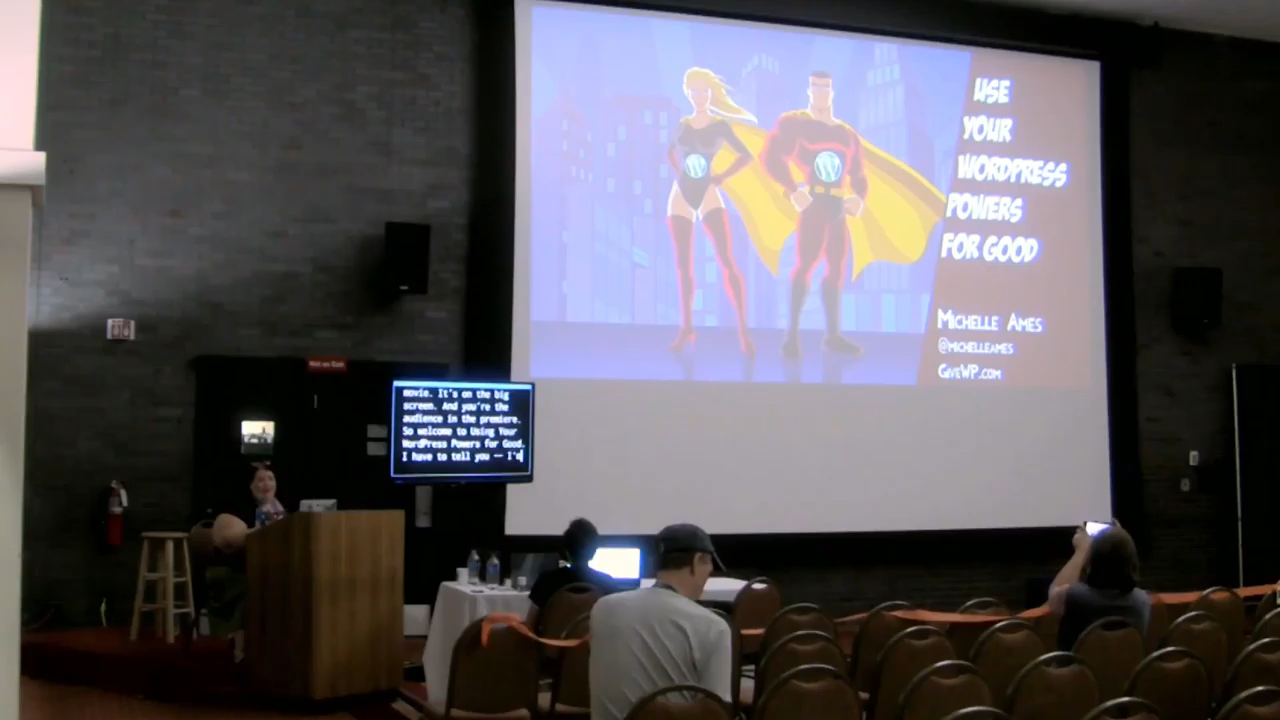 USE
YOUR
WORDPRESS
POWERS
FOR GOOD
MICHELLE AMES
@MICHELLEAMES
GIVEWP.COM
movie. It's on the big
screen. And you're the
audience in the premiere.
So welcome to Using Your
WordPress Powers for Good.
I have to tell you -- I'm